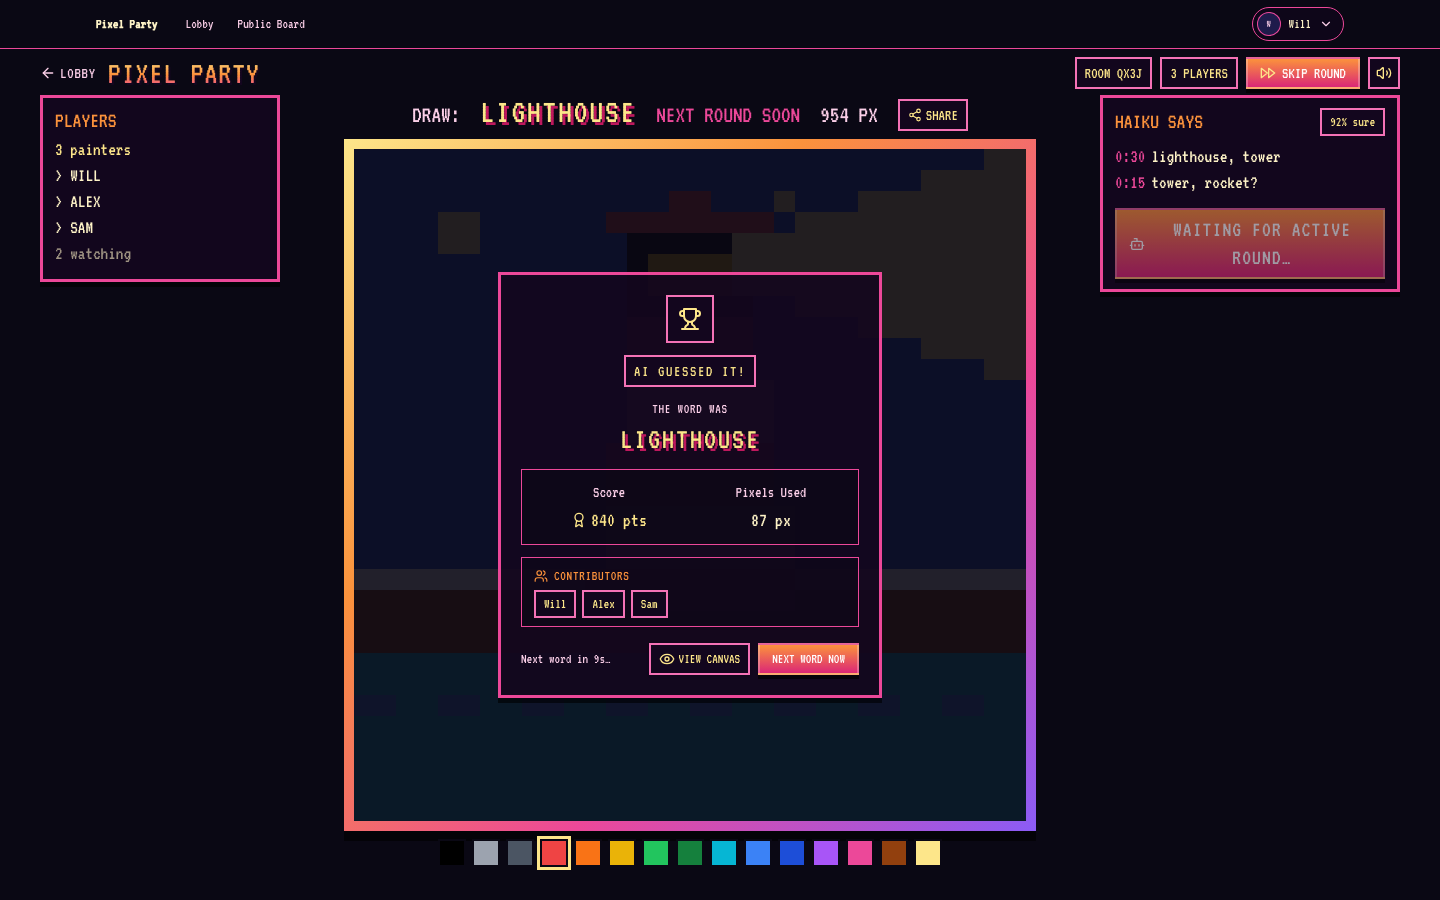 Pixel Party Lobby Public Board W Will
LOBBY PIXEL PARTY ROOM QX3J 3 PLAYERS SKIP ROUND
PLAYERS
3 painters
WILL
ALEX
SAM
2 watching
DRAW: LIGHTHOUSE NEXT ROUND SOON 954 PX SHARE
HAIKU SAYS 92% sure
0:30 lighthouse, tower
0:15 tower, rocket?
WAITING FOR ACTIVE
ROUND…
AI GUESSED IT!
THE WORD WAS
LIGHTHOUSE
Score Pixels Used
840 pts 87 px
CONTRIBUTORS
Will Alex Sam
Next word in 9s… VIEW CANVAS NEXT WORD NOW